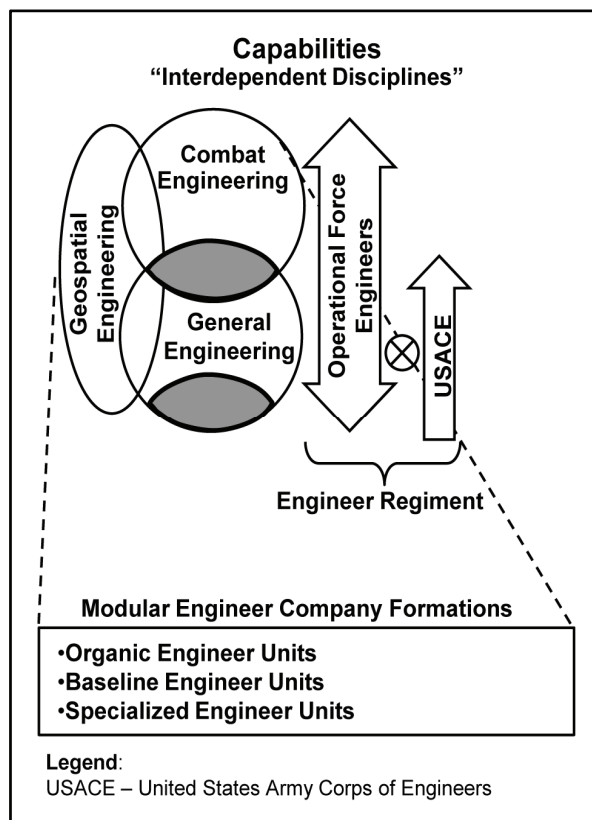 Capabilities
“Interdependent Disciplines”
Combat
Engineering
Geospatial
Engineering
General
Engineering
Operational Force
Engineers
USACE
Engineer Regiment
Modular Engineer Company Formations
•Organic Engineer Units
•Baseline Engineer Units
•Specialized Engineer Units
Legend:
USACE – United States Army Corps of Engineers